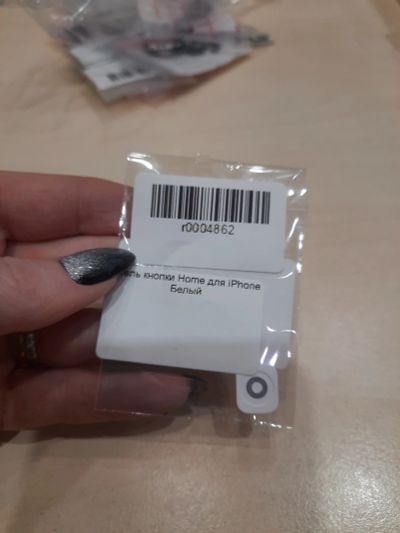 r0004862
кнопки Home для iPhone
Белый